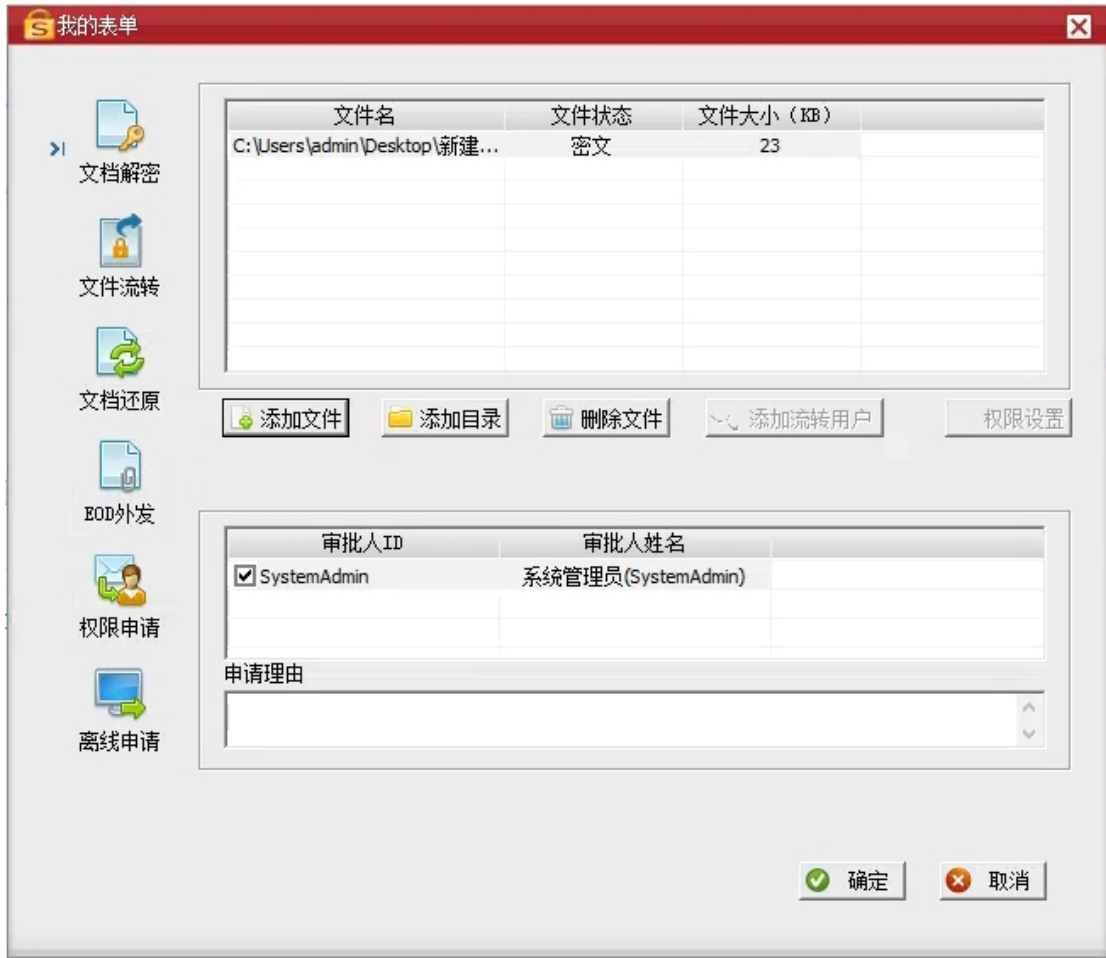 我的表单
文档解密
文件流转
文档还原
EOD外发
权限申请
离线申请
文件名 文件状态 文件大小（KB）
C:\Users\admin\Desktop\新建... 密文 23
添加文件 添加目录 删除文件 添加流转用户 权限设置
审批人ID 审批人姓名
SystemAdmin 系统管理员(SystemAdmin)
申请理由
确定 取消